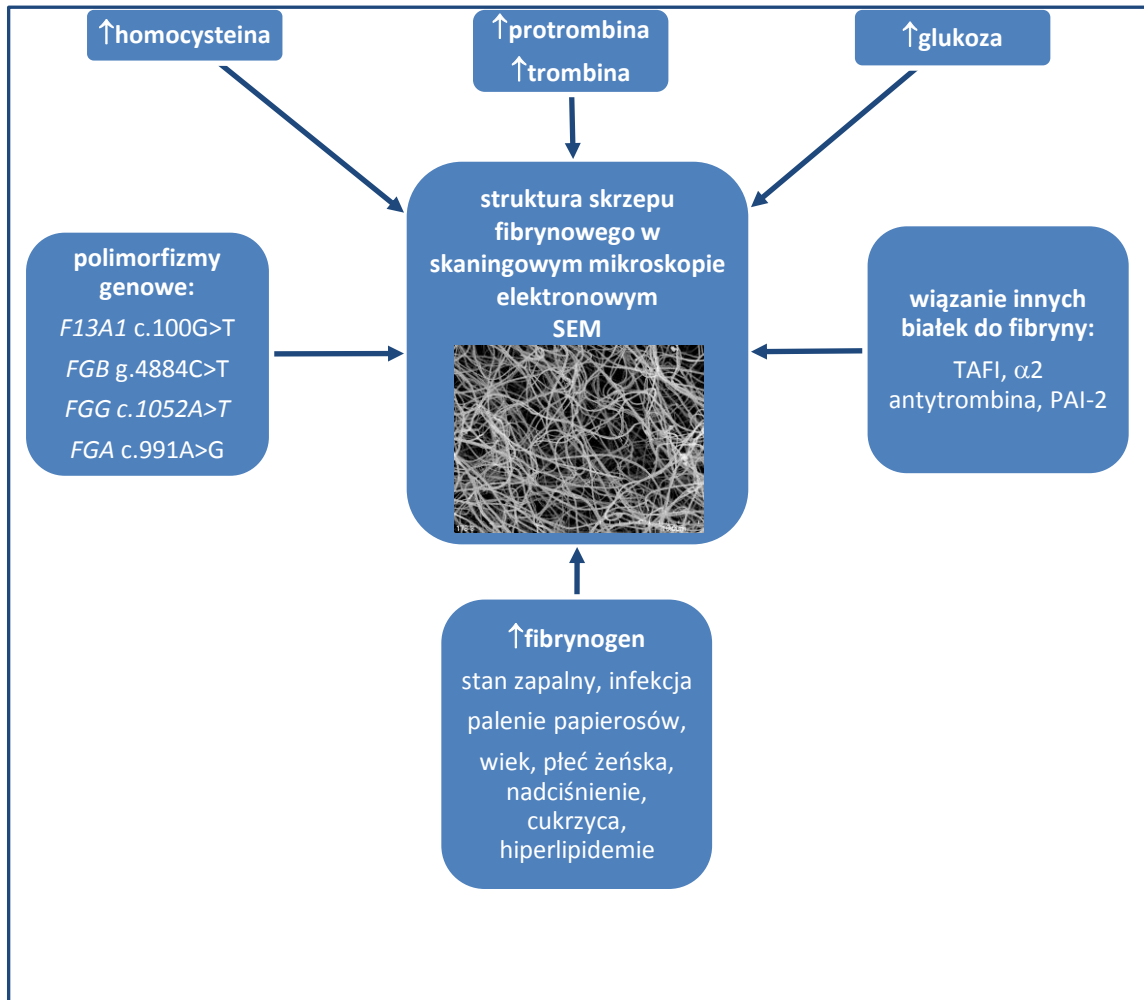 ↑homocysteina
↑protrombina
↑trombina
↑glukoza
struktura skrzepu
fibrynowego w
skaningowym mikroskopie
elektronowym
SEM
polimorfizmy
genowe:
F13A1 c.100G>T
FGB g.4884C>T
FGG c.1052A>T
FGA c.991A>G
wiązanie innych
białek do fibryny:
TAFI, α2
antytrombina, PAI-2
↑fibrynogen
stan zapalny, infekcja
palenie papierosów,
wiek, płeć żeńska,
nadciśnienie,
cukrzyca,
hiperlipidemie